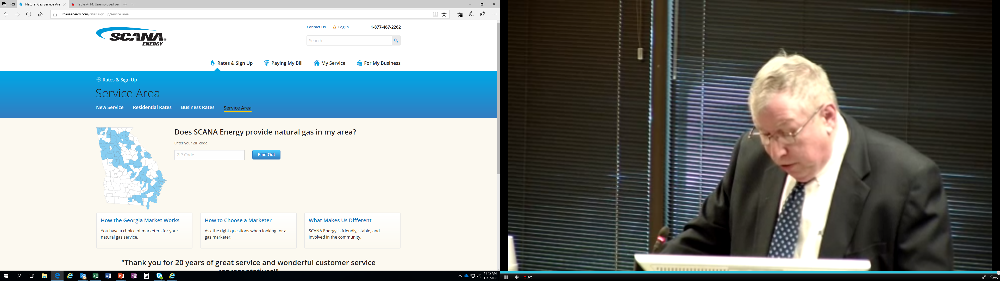 Natural Gas Service Are
Table A-14. Unemployed pe
scanaenergy.com/rates-sign-up/service-area
Contact Us
Log In
1-877-467-2262
SCANA®
ENERGY
Search
Rates & Sign Up
Paying My Bill
My Service
For My Business
Rates & Sign Up
Service Area
New Service
Residential Rates
Business Rates
Service Area
Does SCANA Energy provide natural gas in my area?
Enter your ZIP code.
ZIP Code
Find Out
How the Georgia Market Works
You have a choice of marketers for your
natural gas service.
How to Choose a Marketer
Ask the right questions when looking for a
gas marketer.
What Makes Us Different
SCANA Energy is friendly, stable, and
involved in the community.
"Thank you for 20 years of great service and wonderful customer service
representatives!"
11:45 AM
11/1/2018
LIVE
etv